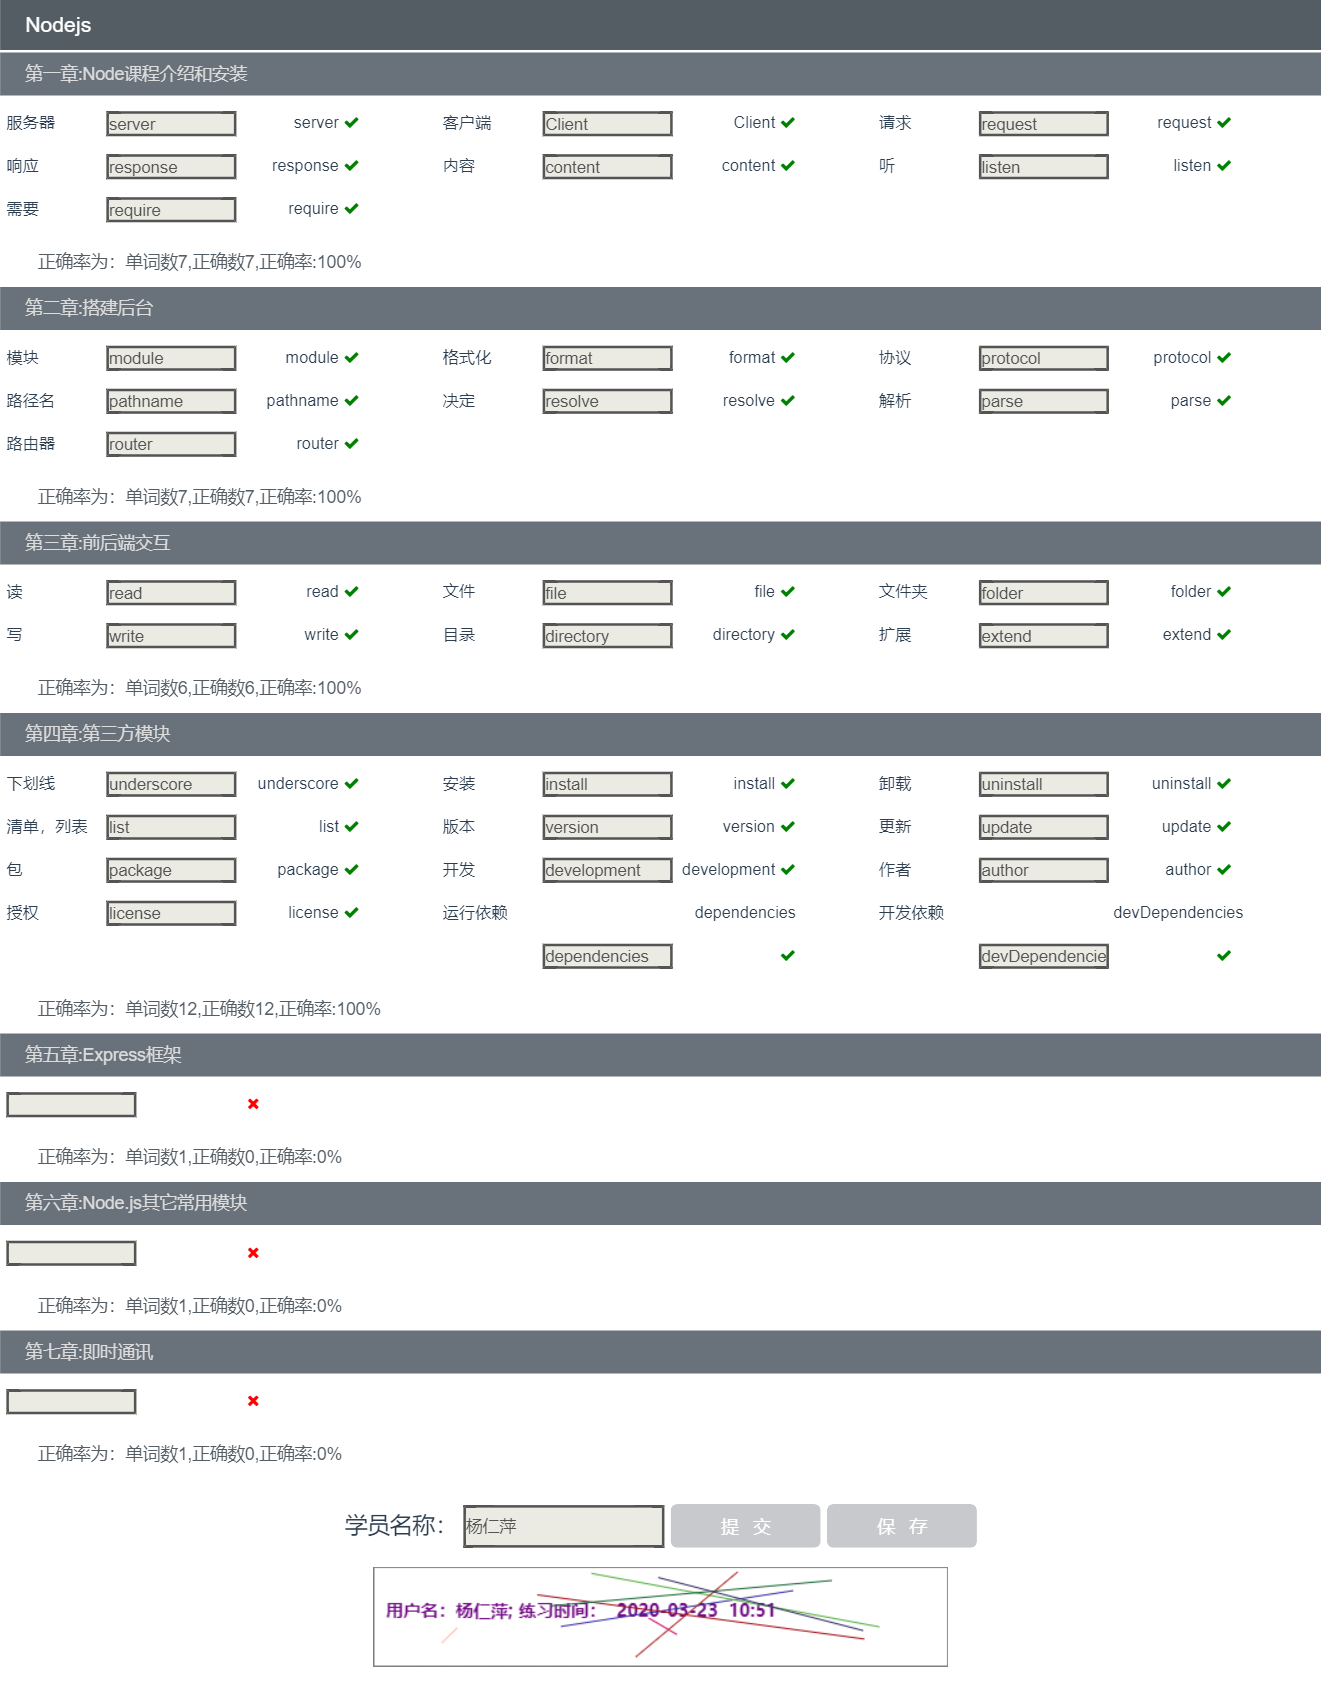 Nodejs
第一章:Node课程介绍和安装
服务器 server server 客户端 Client Client 请求 request request
响应 response response 内容 content content 听 listen listen
需要 require require
正确率为：单词数7,正确数7,正确率:100%
第二章:搭建后台
模块 module module 格式化 format format 协议 protocol protocol
路径名 pathname pathname 决定 resolve resolve 解析 parse parse
路由器 router router
正确率为：单词数7,正确数7,正确率:100%
第三章:前后端交互
读 read read 文件 file file 文件夹 folder folder
写 write write 目录 directory directory 扩展 extend extend
正确率为：单词数6,正确数6,正确率:100%
第四章:第三方模块
下划线 underscore underscore 安装 install install 卸载 uninstall uninstall
清单，列表 list list 版本 version version 更新 update update
包 package package 开发 development development 作者 author author
授权 license license 运行依赖 dependencies 开发依赖 devDependencies
dependencies devDependencie
正确率为：单词数12,正确数12,正确率:100%
第五章:Express框架
正确率为：单词数1,正确数0,正确率:0%
第六章:Node.js其它常用模块
正确率为：单词数1,正确数0,正确率:0%
第七章:即时通讯
正确率为：单词数1,正确数0,正确率:0%
学员名称： 杨仁萍 提 交 保 存
用户名：杨仁萍; 练习时间： 2020-03-23 10:51